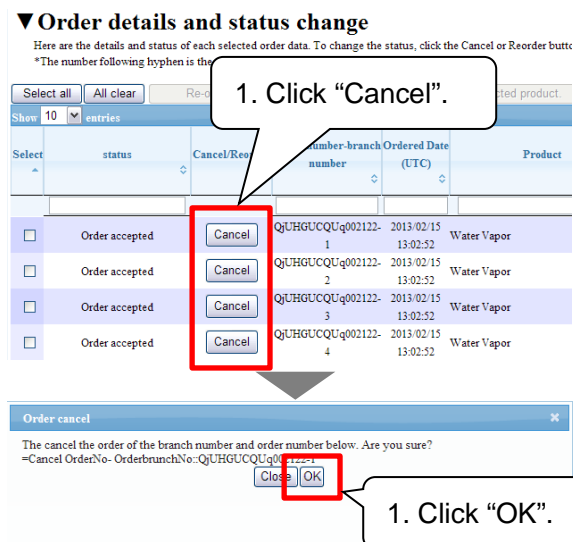 ▼Order details and status change
Here are the details and status of each selected order data. To change the status, click the Cancel or Reorder butto
*The number following hyphen is the
1. Click “Cancel”.
Select all All clear Re-o cted product.
Show 10 entries
Select status Cancel/Reo umber-branch number Ordered Date (UTC) Product
Order accepted Cancel QjUHGUCQUq002122-1 2013/02/15 13:02:52 Water Vapor
Order accepted Cancel QjUHGUCQUq002122-2 2013/02/15 13:02:52 Water Vapor
Order accepted Cancel QjUHGUCQUq002122-3 2013/02/15 13:02:52 Water Vapor
Order accepted Cancel QjUHGUCQUq002122-4 2013/02/15 13:02:52 Water Vapor
Order cancel
The cancel the order of the branch number and order number below. Are you sure?
=Cancel OrderNo- OrderbrunchNo::QjUHGUCQUq002122-1
Close OK
1. Click “OK”.